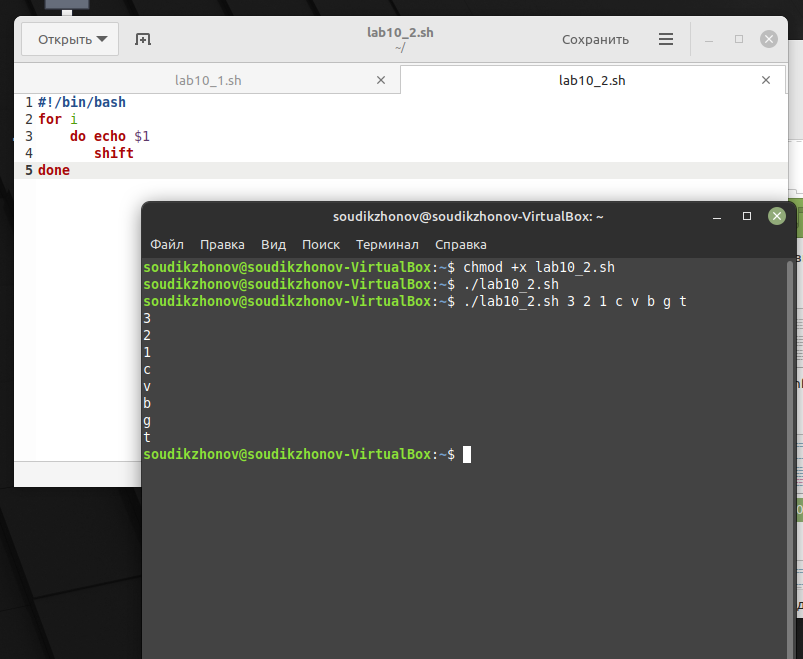 Открыть
lab10_2.sh
~/
Сохранить
lab10_1.sh
lab10_2.sh
1 #!/bin/bash
2 for i
3     do echo $1
4        shift
5 done
soudikzhonov@soudikzhonov-VirtualBox: ~
Файл Правка Вид Поиск Терминал Справка
soudikzhonov@soudikzhonov-VirtualBox:~$ chmod +x lab10_2.sh
soudikzhonov@soudikzhonov-VirtualBox:~$ ./lab10_2.sh
soudikzhonov@soudikzhonov-VirtualBox:~$ ./lab10_2.sh 3 2 1 c v b g t
3
2
1
c
v
b
g
t
soudikzhonov@soudikzhonov-VirtualBox:~$